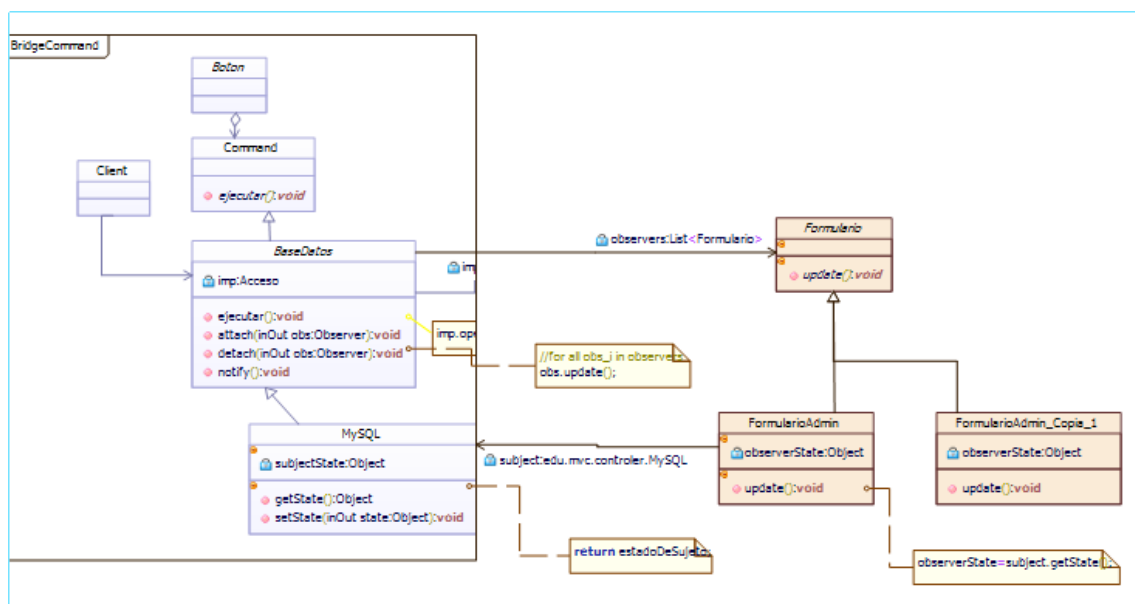 BridgeCommand
Boton
Command
ejecutar():void
Client
BaseDatos
imp:Acceso
ejecutar():void
attach(inOut obs:Observer):void
detach(inOut obs:Observer):void
notify():void
observers:List<Formulario>
Formulario
update():void
//for all obs_i in observers
obs.update();
MySQL
subjectState:Object
getState():Object
setState(inOut state:Object):void
subject:edu.mvc.controler.MySQL
return estadoDeSujeto;
FormularioAdmin
observerState:Object
update():void
FormularioAdmin_Copia_1
observerState:Object
update():void
observerState=subject.getState();